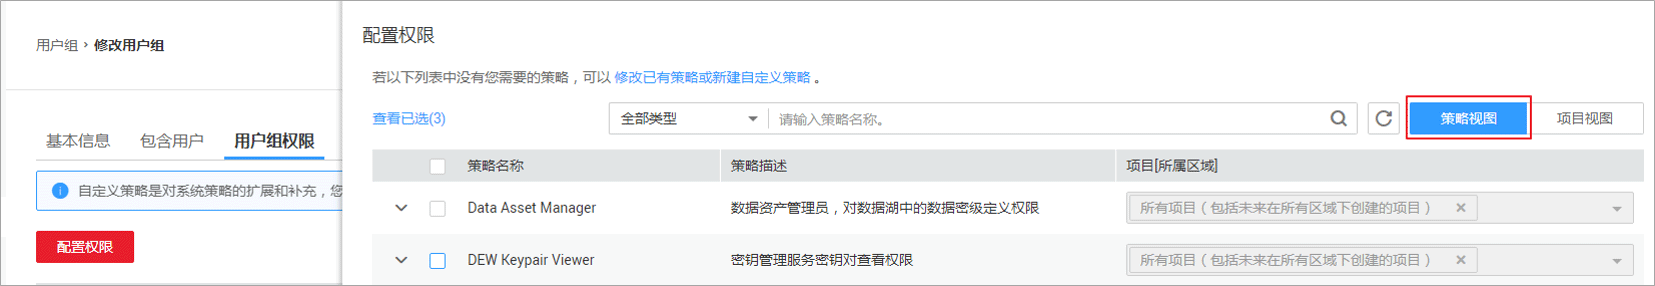 用户组 › 修改用户组
基本信息 包含用户 用户组权限
自定义策略是对系统策略的扩展和补充，您
配置权限
配置权限
若以下列表中没有您需要的策略，可以 修改已有策略或新建自定义策略 。
查看已选(3) 全部类型 请输入策略名称。 策略视图 项目视图
策略名称 策略描述 项目[所属区域]
Data Asset Manager 数据资产管理员，对数据湖中的数据密级定义权限 所有项目（包括未来在所有区域下创建的项目） ×
DEW Keypair Viewer 密钥管理服务密钥对查看权限 所有项目（包括未来在所有区域下创建的项目） ×